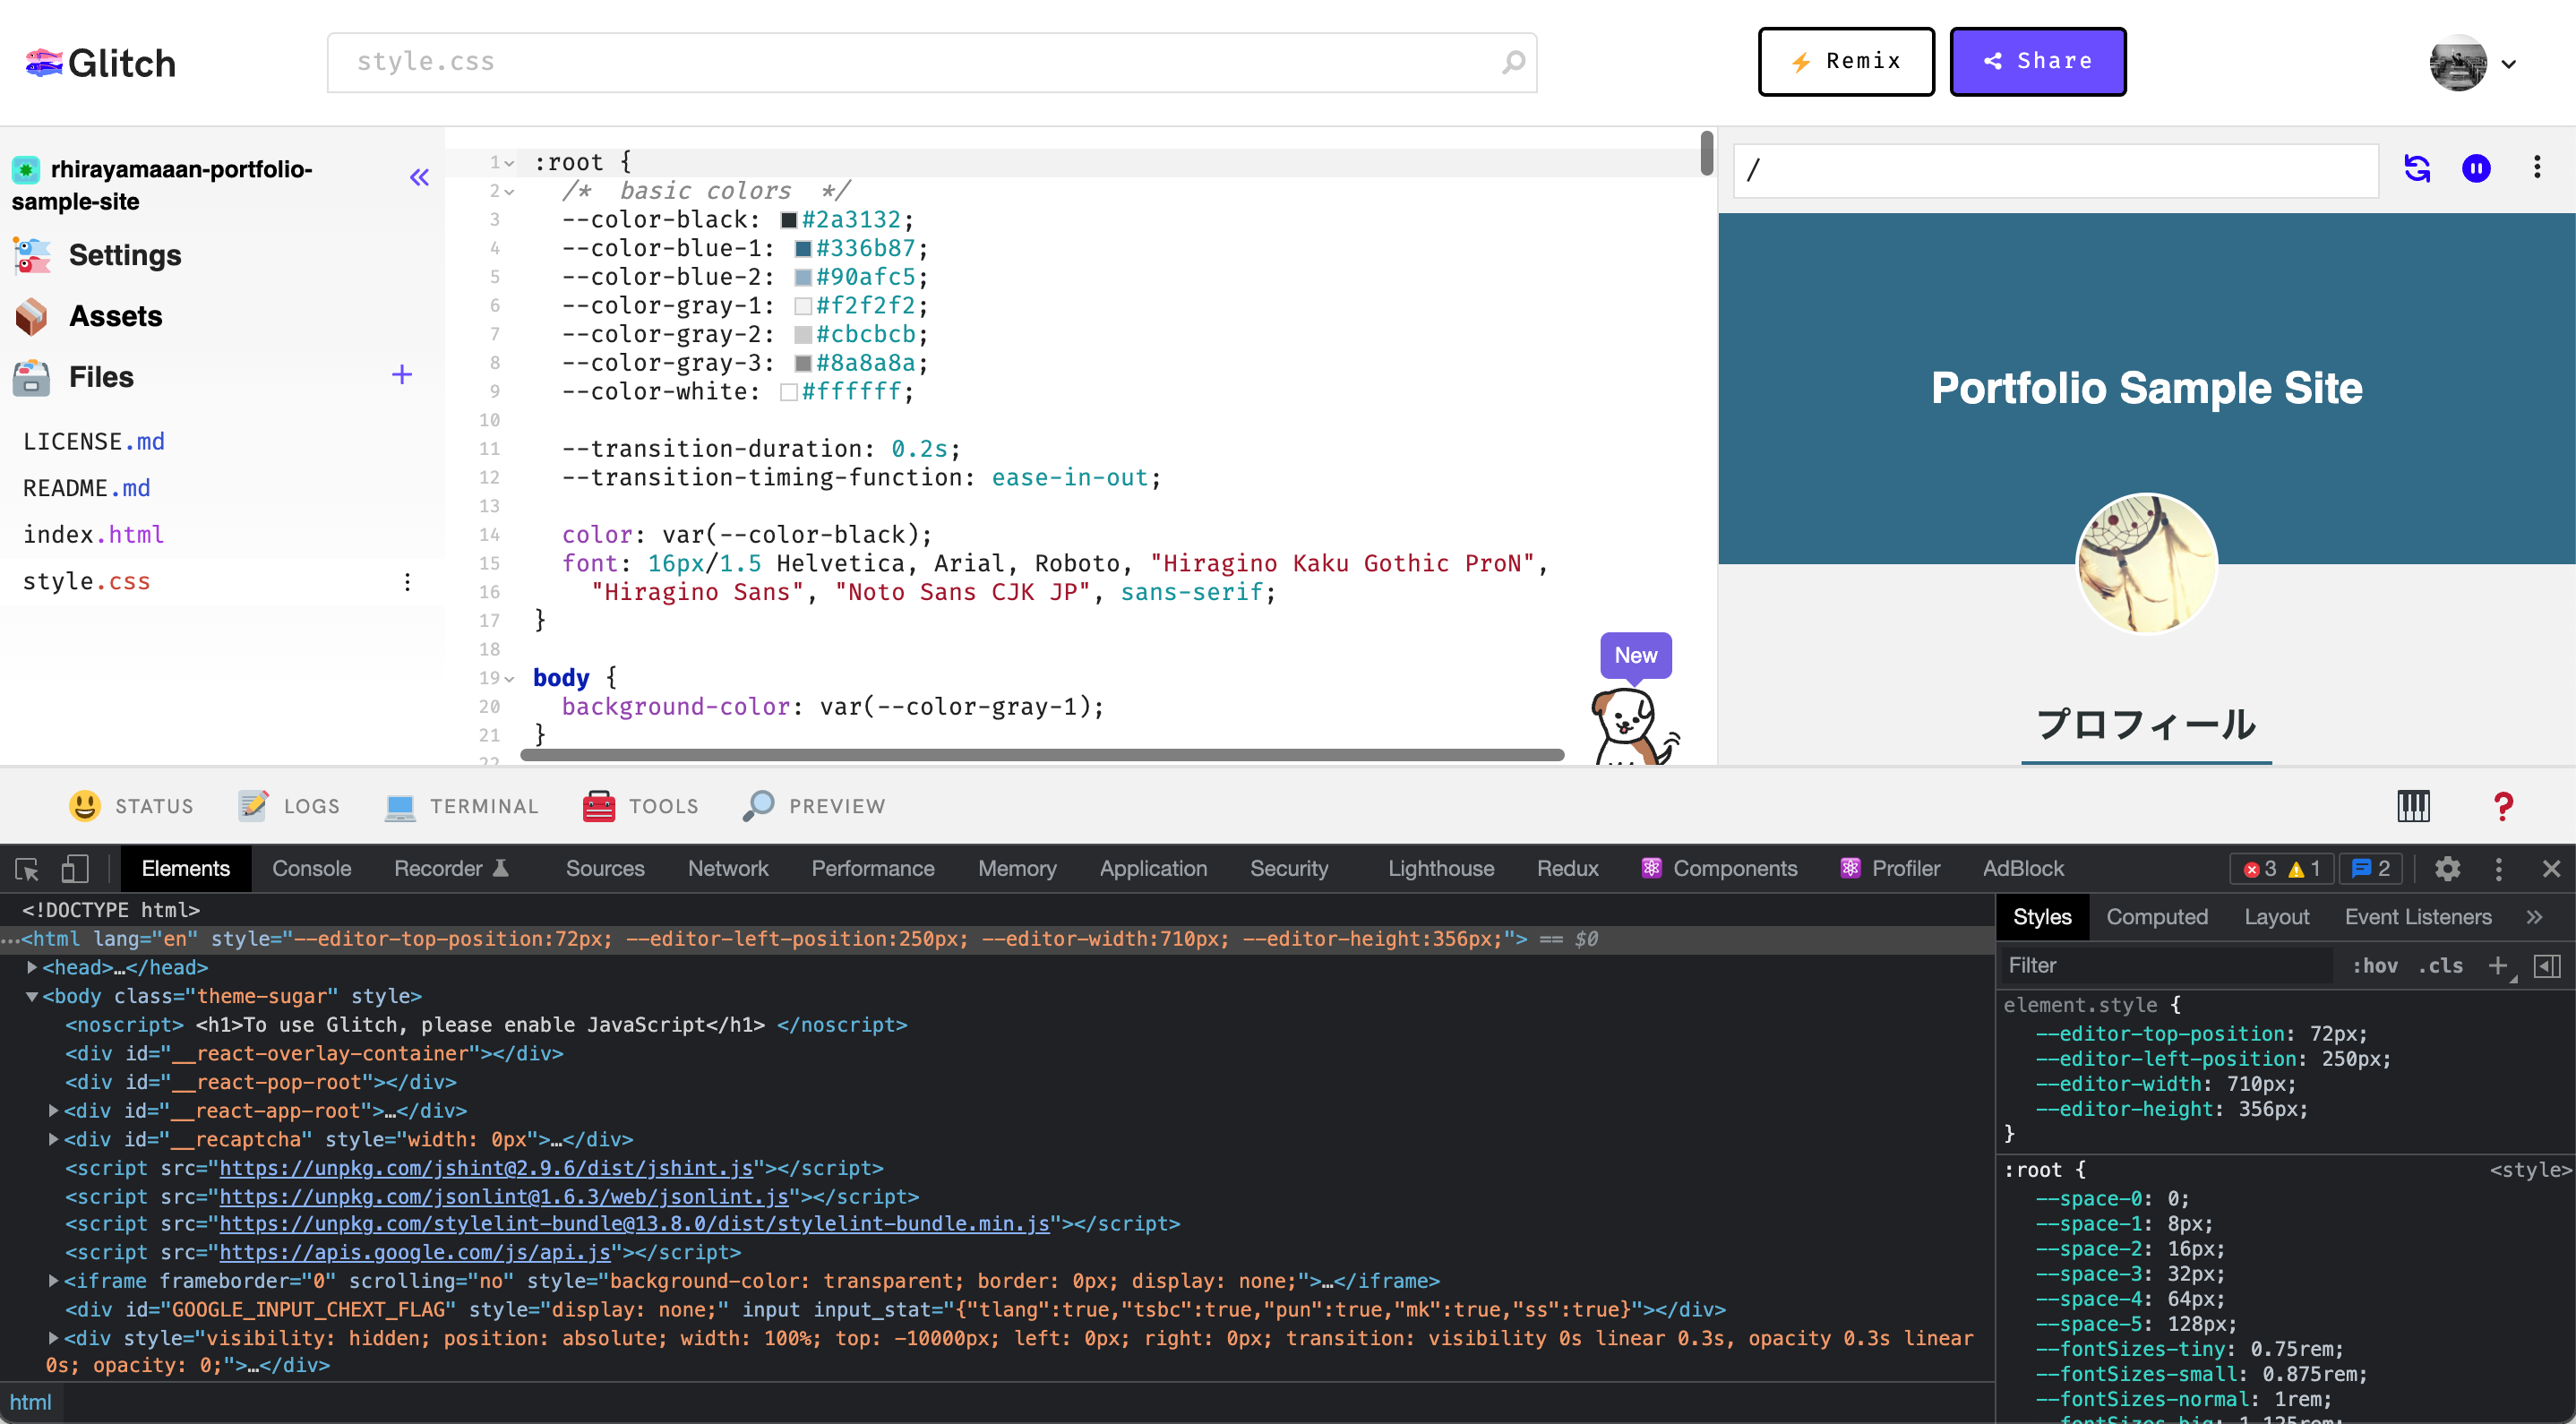 Glitch
style.css
Remix
Share
rhirayamaaan-portfolio-
sample-site
Settings
Assets
Files
LICENSE.md
README.md
index.html
style.css
1 :root {
2 /*  basic colors  */
3 --color-black: #2a3132;
4 --color-blue-1: #336b87;
5 --color-blue-2: #90afc5;
6 --color-gray-1: #f2f2f2;
7 --color-gray-2: #cbcbcb;
8 --color-gray-3: #8a8a8a;
9 --color-white: #ffffff;
10
11 --transition-duration: 0.2s;
12 --transition-timing-function: ease-in-out;
13
14 color: var(--color-black);
15 font: 16px/1.5 Helvetica, Arial, Roboto, "Hiragino Kaku Gothic ProN",
16 "Hiragino Sans", "Noto Sans CJK JP", sans-serif;
17 }
18
19 body {
20 background-color: var(--color-gray-1);
21 }
22
New
/
Portfolio Sample Site
プロフィール
STATUS LOGS TERMINAL TOOLS PREVIEW
?
Elements Console Recorder Sources Network Performance Memory Application Security Lighthouse Redux Components Profiler AdBlock 3 1 2
<!DOCTYPE html>
…<html lang="en" style="--editor-top-position:72px; --editor-left-position:250px; --editor-width:710px; --editor-height:356px;"> == $0
<head>…</head>
<body class="theme-sugar" style>
<noscript> <h1>To use Glitch, please enable JavaScript</h1> </noscript>
<div id="__react-overlay-container"></div>
<div id="__react-pop-root"></div>
<div id="__react-app-root">…</div>
<div id="__recaptcha" style="width: 0px">…</div>
<script src="https://unpkg.com/jshint@2.9.6/dist/jshint.js"></script>
<script src="https://unpkg.com/jsonlint@1.6.3/web/jsonlint.js"></script>
<script src="https://unpkg.com/stylelint-bundle@13.8.0/dist/stylelint-bundle.min.js"></script>
<script src="https://apis.google.com/js/api.js"></script>
<iframe frameborder="0" scrolling="no" style="background-color: transparent; border: 0px; display: none;">…</iframe>
<div id="GOOGLE_INPUT_CHEXT_FLAG" style="display: none;" input input_stat="{"tlang":true,"tsbc":true,"pun":true,"mk":true,"ss":true}"></div>
<div style="visibility: hidden; position: absolute; width: 100%; top: -10000px; left: 0px; right: 0px; transition: visibility 0s linear 0.3s, opacity 0.3s linear
0s; opacity: 0;">…</div>
html
Styles Computed Layout Event Listeners »
Filter :hov .cls +
element.style {
--editor-top-position: 72px;
--editor-left-position: 250px;
--editor-width: 710px;
--editor-height: 356px;
}
:root { <style>
--space-0: 0;
--space-1: 8px;
--space-2: 16px;
--space-3: 32px;
--space-4: 64px;
--space-5: 128px;
--fontSizes-tiny: 0.75rem;
--fontSizes-small: 0.875rem;
--fontSizes-normal: 1rem;
--fontSizes-big: 1.125rem;